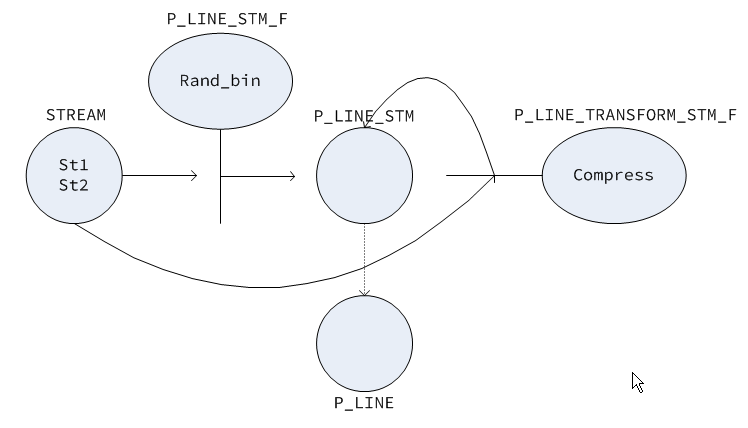 P_LINE_STM_F
Rand_bin
STREAM
St1
St2
P_LINE_STM
P_LINE_TRANSFORM_STM_F
Compress
P_LINE